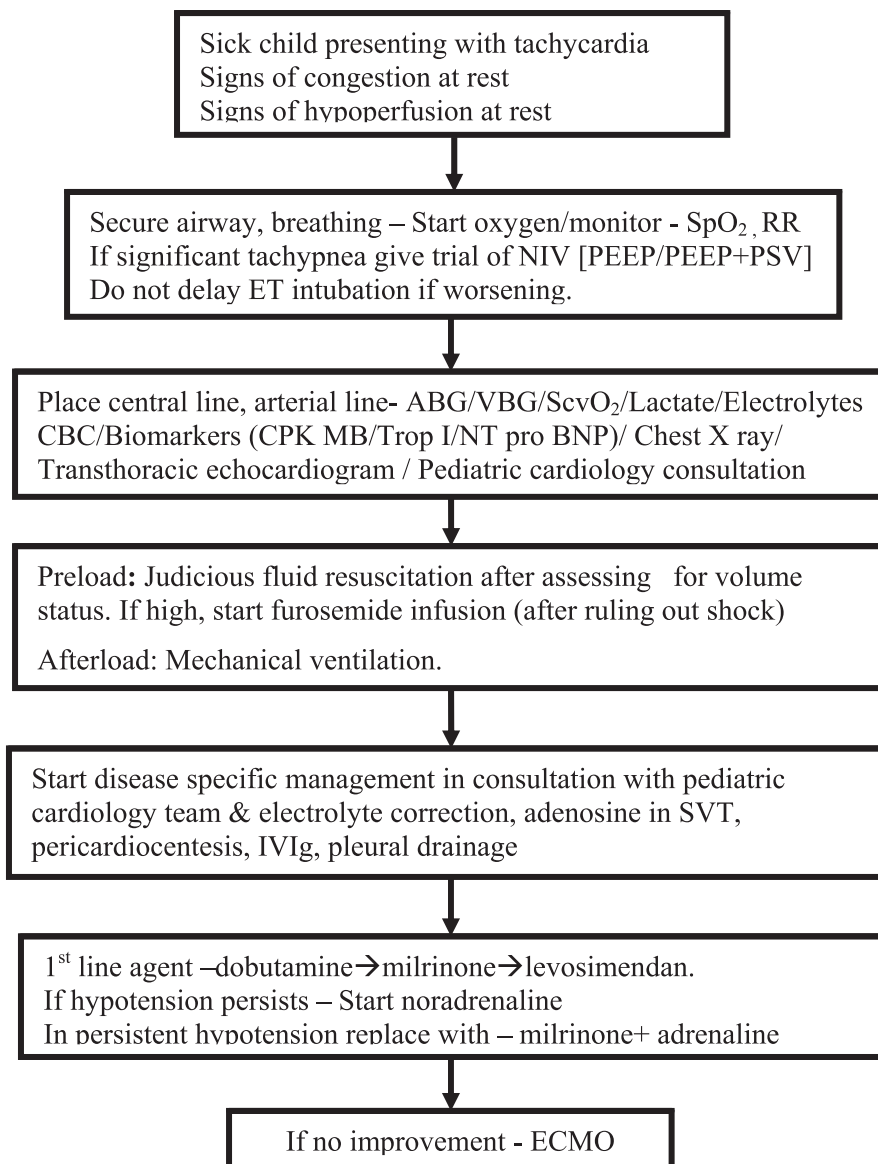 Sick child presenting with tachycardia
Signs of congestion at rest
Signs of hypoperfusion at rest
Secure airway, breathing – Start oxygen/monitor - SpO₂ , RR
If significant tachypnea give trial of NIV [PEEP/PEEP+PSV]
Do not delay ET intubation if worsening.
Place central line, arterial line- ABG/VBG/ScvO₂/Lactate/Electrolytes
CBC/Biomarkers (CPK MB/Trop I/NT pro BNP)/ Chest X ray/
Transthoracic echocardiogram / Pediatric cardiology consultation
Preload: Judicious fluid resuscitation after assessing for volume
status. If high, start furosemide infusion (after ruling out shock)
Afterload: Mechanical ventilation.
Start disease specific management in consultation with pediatric
cardiology team & electrolyte correction, adenosine in SVT,
pericardiocentesis, IVIg, pleural drainage
1st line agent –dobutamine→milrinone→levosimendan.
If hypotension persists – Start noradrenaline
In persistent hypotension replace with – milrinone+ adrenaline
If no improvement - ECMO